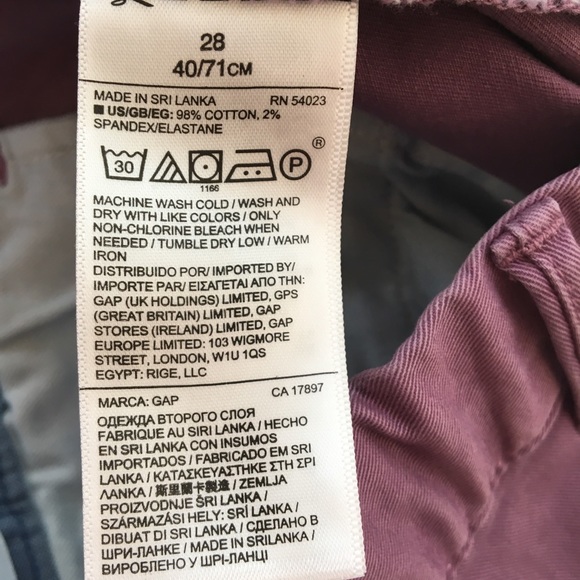 28
40/71CM
MADE IN SRI LANKA RN 54023
US/GB/EG: 98% COTTON, 2%
SPANDEX/ELASTANE
30 P ®
1166
MACHINE WASH COLD / WASH AND
DRY WITH LIKE COLORS / ONLY
NON-CHLORINE BLEACH WHEN
NEEDED / TUMBLE DRY LOW / WARM
IRON
DISTRIBUIDO POR/ IMPORTED BY/
IMPORTE PAR/ ΕΙΣΑΓΕΤΑΙ ΑΠΟ ΤΗΝ:
GAP (UK HOLDINGS) LIMITED, GPS
(GREAT BRITAIN) LIMITED, GAP
STORES (IRELAND) LIMITED, GAP
EUROPE LIMITED: 103 WIGMORE
STREET, LONDON, W1U 1QS
EGYPT: RIGE, LLC
MARCA: GAP CA 17897
ОДЕЖДА ВТОРОГО СЛОЯ
FABRIQUE AU SIRI LANKA / HECHO
EN SRI LANKA CON INSUMOS
IMPORTADOS / FABRICADO EM SRI
LANKA / ΚΑΤΑΣΚΕΥΑΣΤΗΚΕ ΣΤΗ ΣΡΙ
ΛΑΝΚΑ / 斯里蘭卡製造 / ZEMLJA
PROIZVODNJE ŠRI LANKA /
SZÁRMAZÁSI HELY: SRÍ LANKA /
DIBUAT DI SRI LANKA / СДЕЛАНО В
ШРИ-ЛАНКЕ / MADE IN SRILANKA /
ВИРОБЛЕНО У ШРІ-ЛАНЦІ